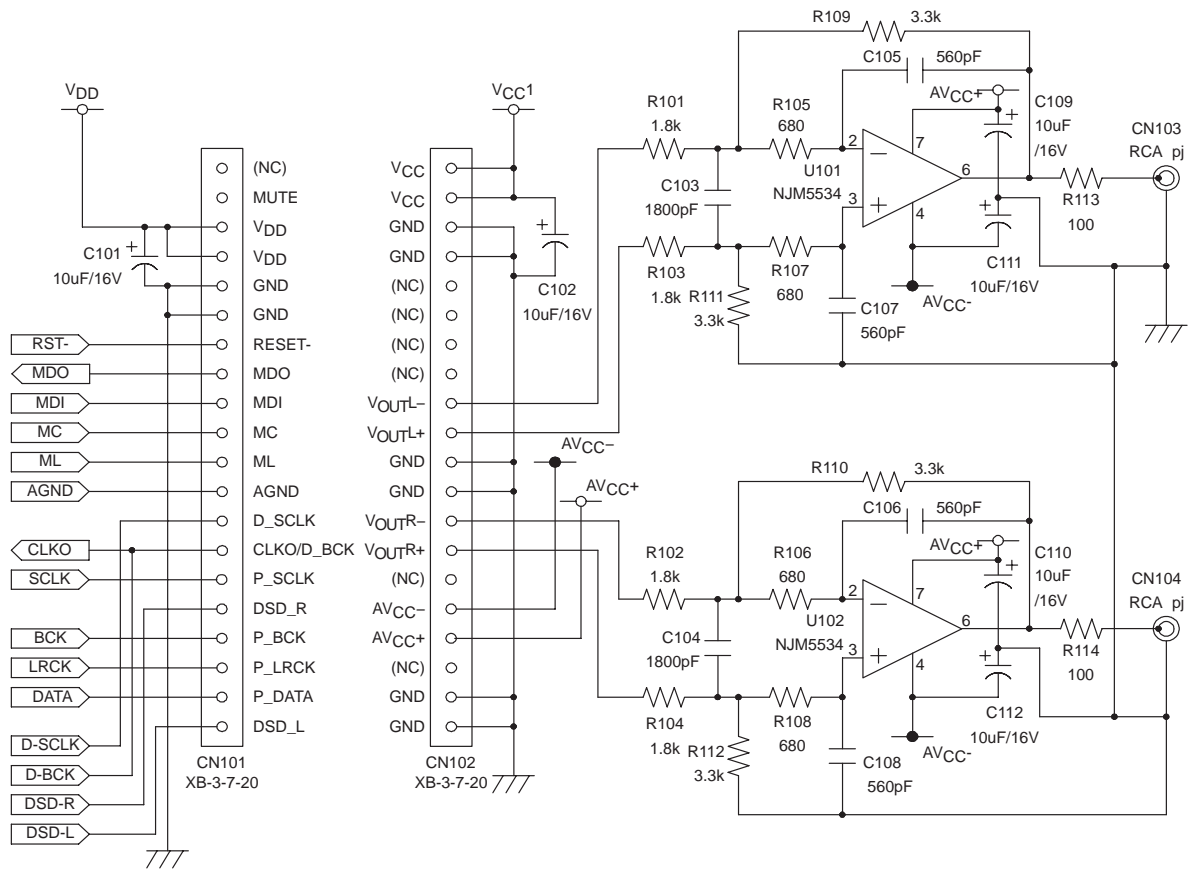 VDD
(NC)
MUTE
VDD
VDD
GND
GND
RESET-
MDO
MDI
MC
ML
AGND
D_SCLK
CLKO/D_BCK
P_SCLK
DSD_R
P_BCK
P_LRCK
P_DATA
DSD_L
CN101
XB-3-7-20
+
C101
10uF/16V
RST-
MDO
MDI
MC
ML
AGND
CLKO
SCLK
BCK
LRCK
DATA
D-SCLK
D-BCK
DSD-R
DSD-L
VCC1
VCC
VCC
GND
GND
(NC)
(NC)
(NC)
(NC)
VOUTL–
VOUTL+
GND
GND
VOUTR–
VOUTR+
(NC)
AVCC–
AVCC+
(NC)
GND
GND
CN102
XB-3-7-20
+
C102
10uF/16V
AVCC–
AVCC+
R109 3.3k
C105 560pF
R101
1.8k
R105
680
C103
1800pF
R103
1.8k
R107
680
R111
3.3k
C107
560pF
U101
NJM5534
2
–
3
+
7
4
6
AVCC+
+
C109
10uF
/16V
+
C111
10uF/16V
AVCC-
R113
100
CN103
RCA pj
R110 3.3k
C106 560pF
R102
1.8k
R106
680
C104
1800pF
R104
1.8k
R108
680
R112
3.3k
C108
560pF
U102
NJM5534
2
–
3
+
7
4
6
AVCC+
+
C110
10uF
/16V
+
C112
10uF/16V
AVCC-
R114
100
CN104
RCA pj